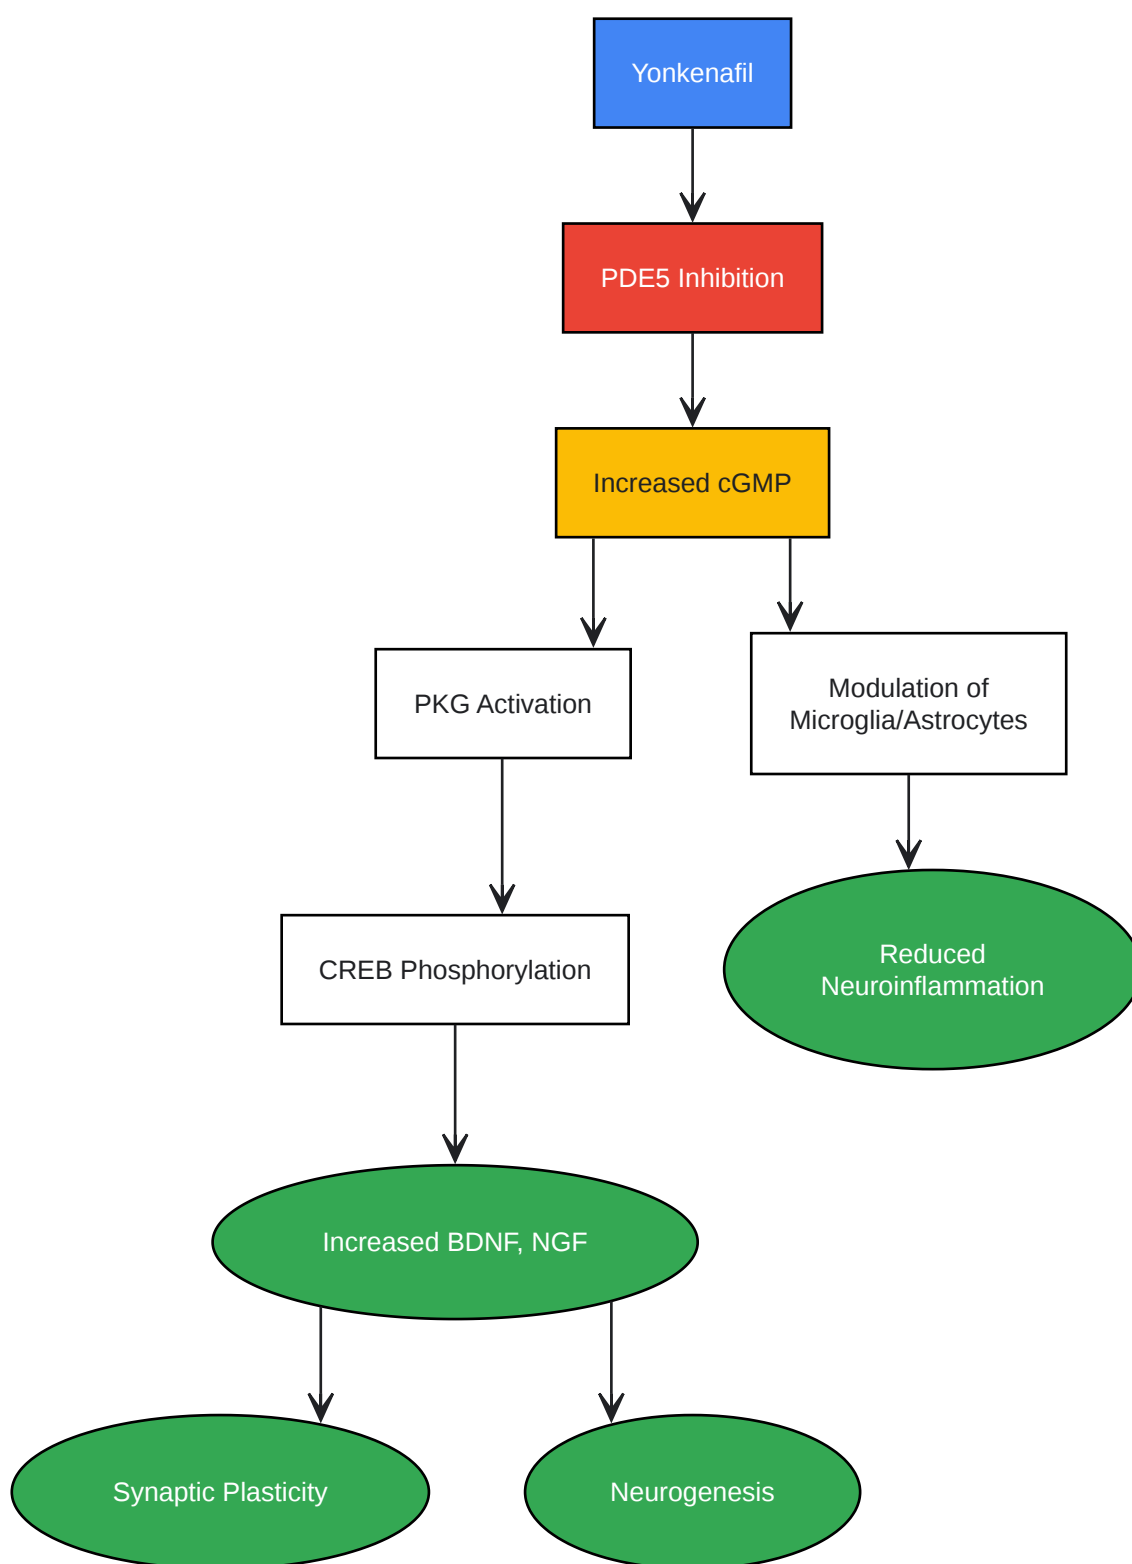 Yonkenafil
PDE5 Inhibition
Increased cGMP
PKG Activation
Modulation of
Microglia/Astrocytes
CREB Phosphorylation
Reduced
Neuroinflammation
Increased BDNF, NGF
Synaptic Plasticity
Neurogenesis